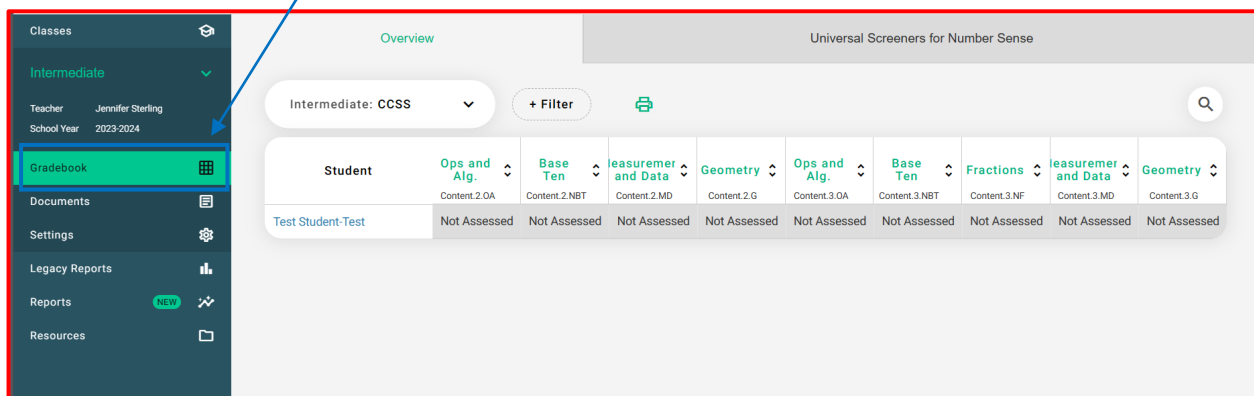 Classes
Intermediate
Teacher Jennifer Sterling
School Year 2023-2024
Gradebook
Documents
Settings
Legacy Reports
Reports NEW
Resources
Overview
Universal Screeners for Number Sense
Intermediate: CCSS
+ Filter
Student
Ops and
Alg.
Content.2.OA
Base
Ten
Content.2.NBT
leasuremer
and Data
Content.2.MD
Geometry
Content.2.G
Ops and
Alg.
Content.3.OA
Base
Ten
Content.3.NBT
Fractions
Content.3.NF
leasuremer
and Data
Content.3.MD
Geometry
Content.3.G
Test Student-Test Not Assessed Not Assessed Not Assessed Not Assessed Not Assessed Not Assessed Not Assessed Not Assessed Not Assessed